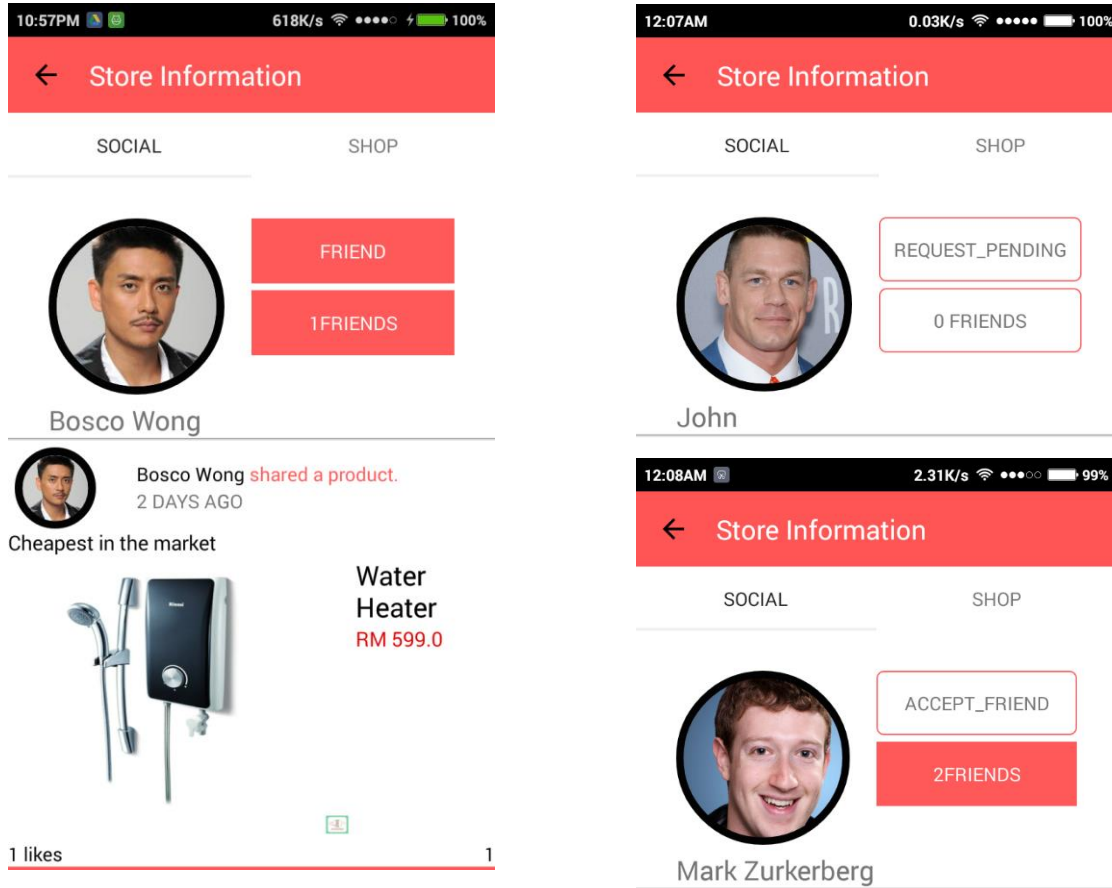 10:57PM 618K/s 100%
Store Information
SOCIAL SHOP
FRIEND
1FRIENDS
Bosco Wong
Bosco Wong shared a product.
2 DAYS AGO
Cheapest in the market
Water
Heater
RM 599.0
1 likes 1
12:07AM 0.03K/s 100%
Store Information
SOCIAL SHOP
REQUEST_PENDING
0 FRIENDS
John
12:08AM 2.31K/s 99%
Store Information
SOCIAL SHOP
ACCEPT_FRIEND
2FRIENDS
Mark Zurkerberg